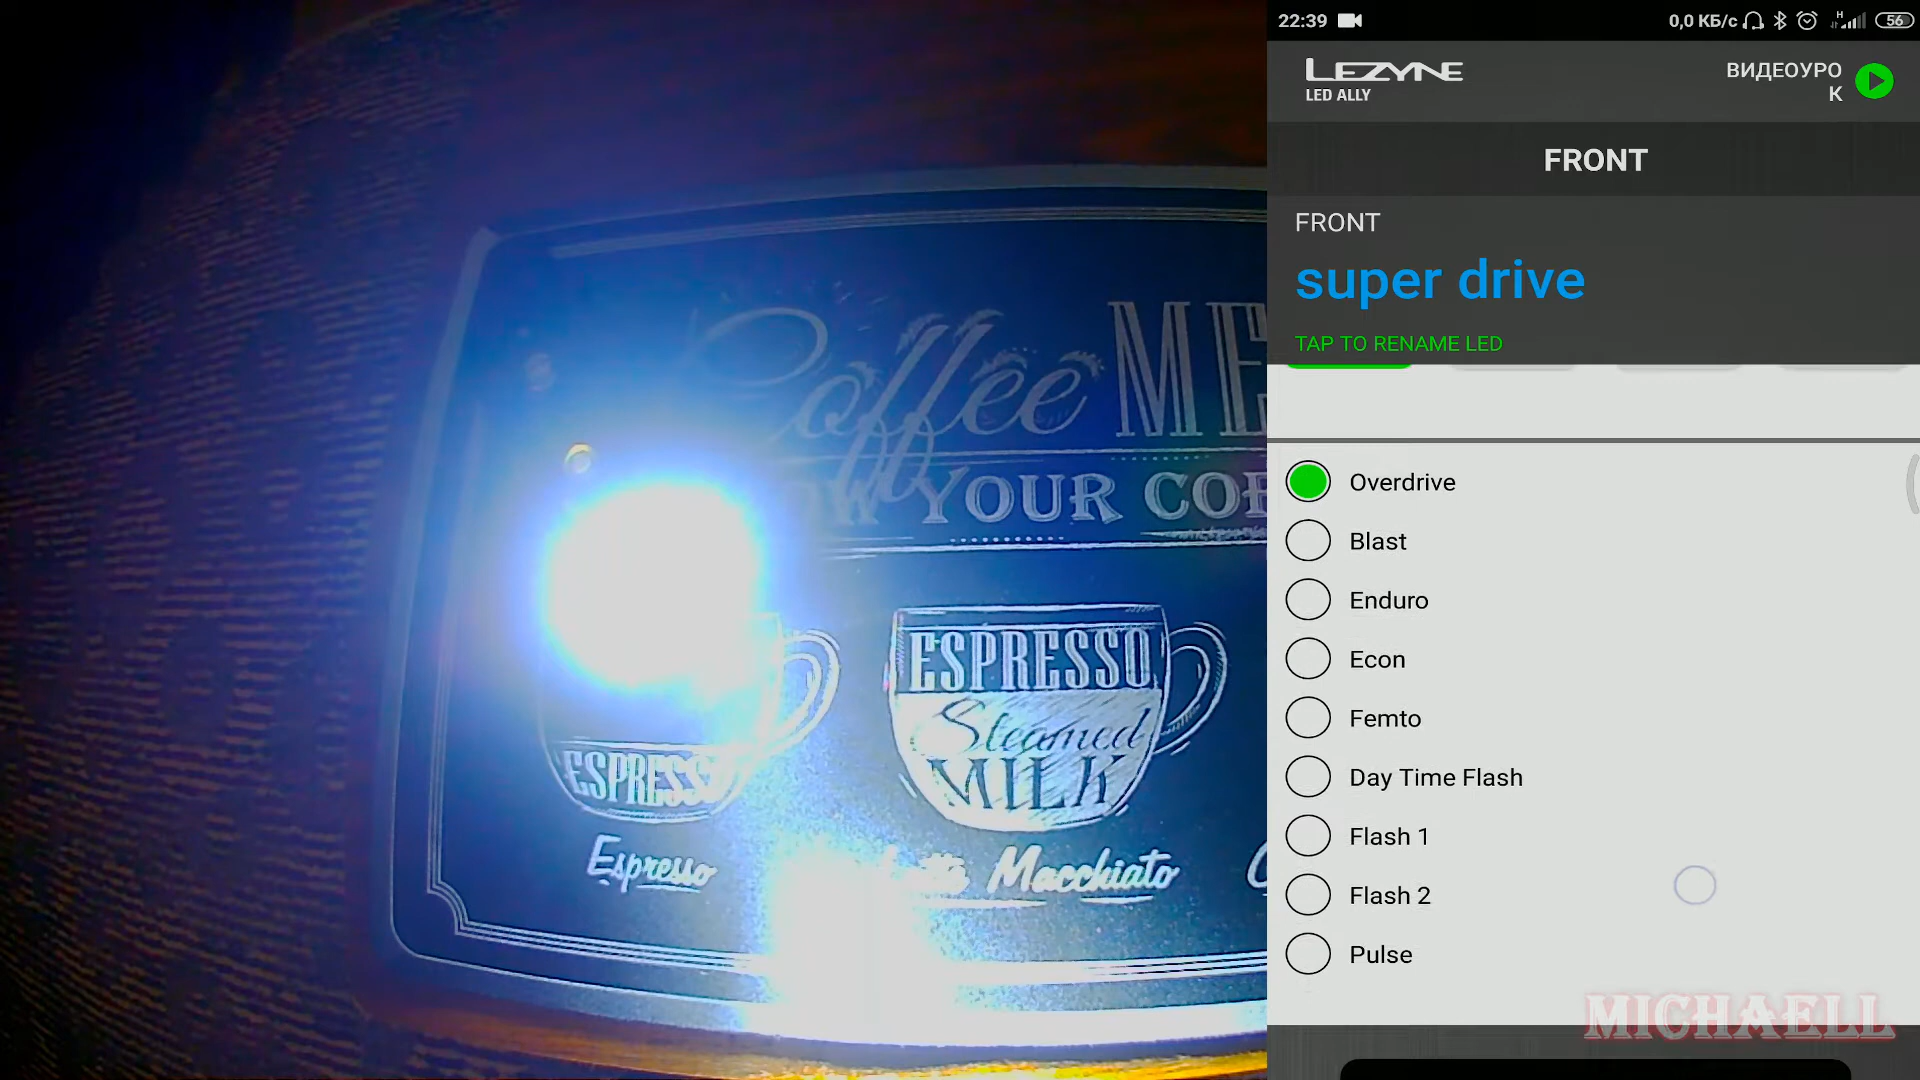 Coffee ME
YOUR COF
ESPRESSO
Steamed
MILK
ESPRESSO
Espresso
Macchiato
22:39
0,0 КБ/с
H
56
LEZYNE
LED ALLY
ВИДЕОУРО
К
FRONT
FRONT
super drive
TAP TO RENAME LED
Overdrive
Blast
Enduro
Econ
Femto
Day Time Flash
Flash 1
Flash 2
Pulse
MICHAELL